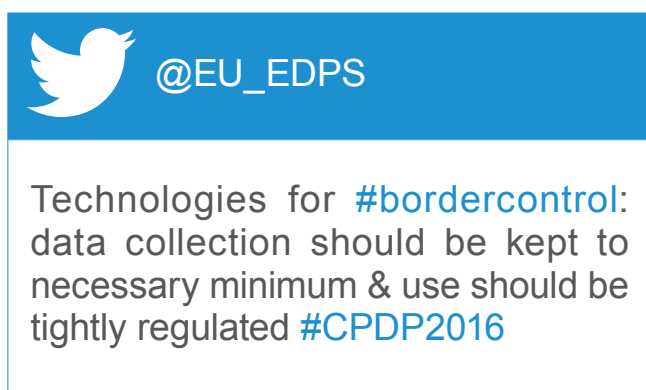 @EU_EDPS
Technologies for #bordercontrol:
data collection should be kept to
necessary minimum & use should be
tightly regulated #CPDP2016